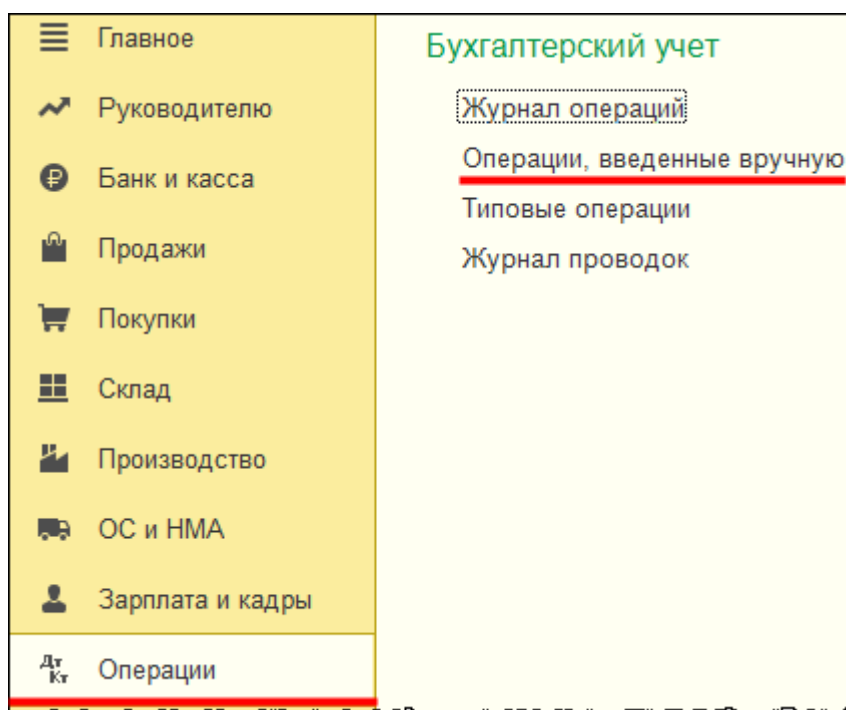 Главное
Руководителю
Банк и касса
Продажи
Покупки
Склад
Производство
ОС и НМА
Зарплата и кадры
Дт
Кт
Операции
Бухгалтерский учет
Журнал операций
Операции, введенные вручную
Типовые операции
Журнал проводок